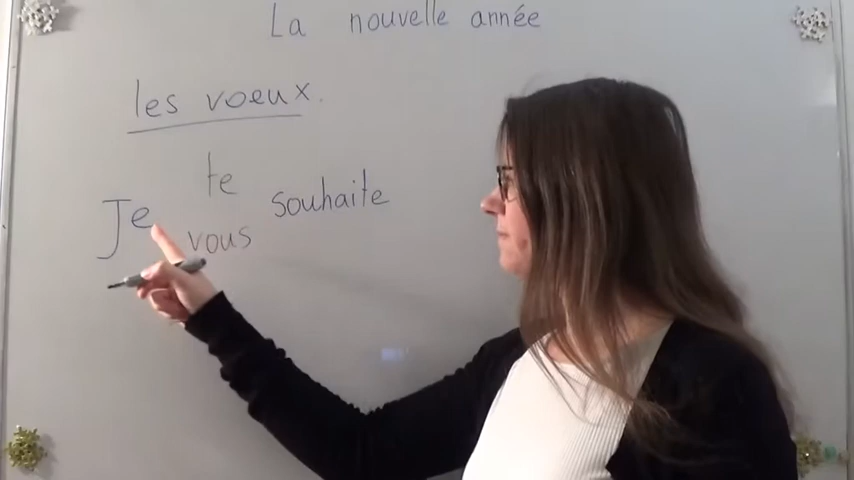 La nouvelle année
les voeux.
te
Je souhaite
vous